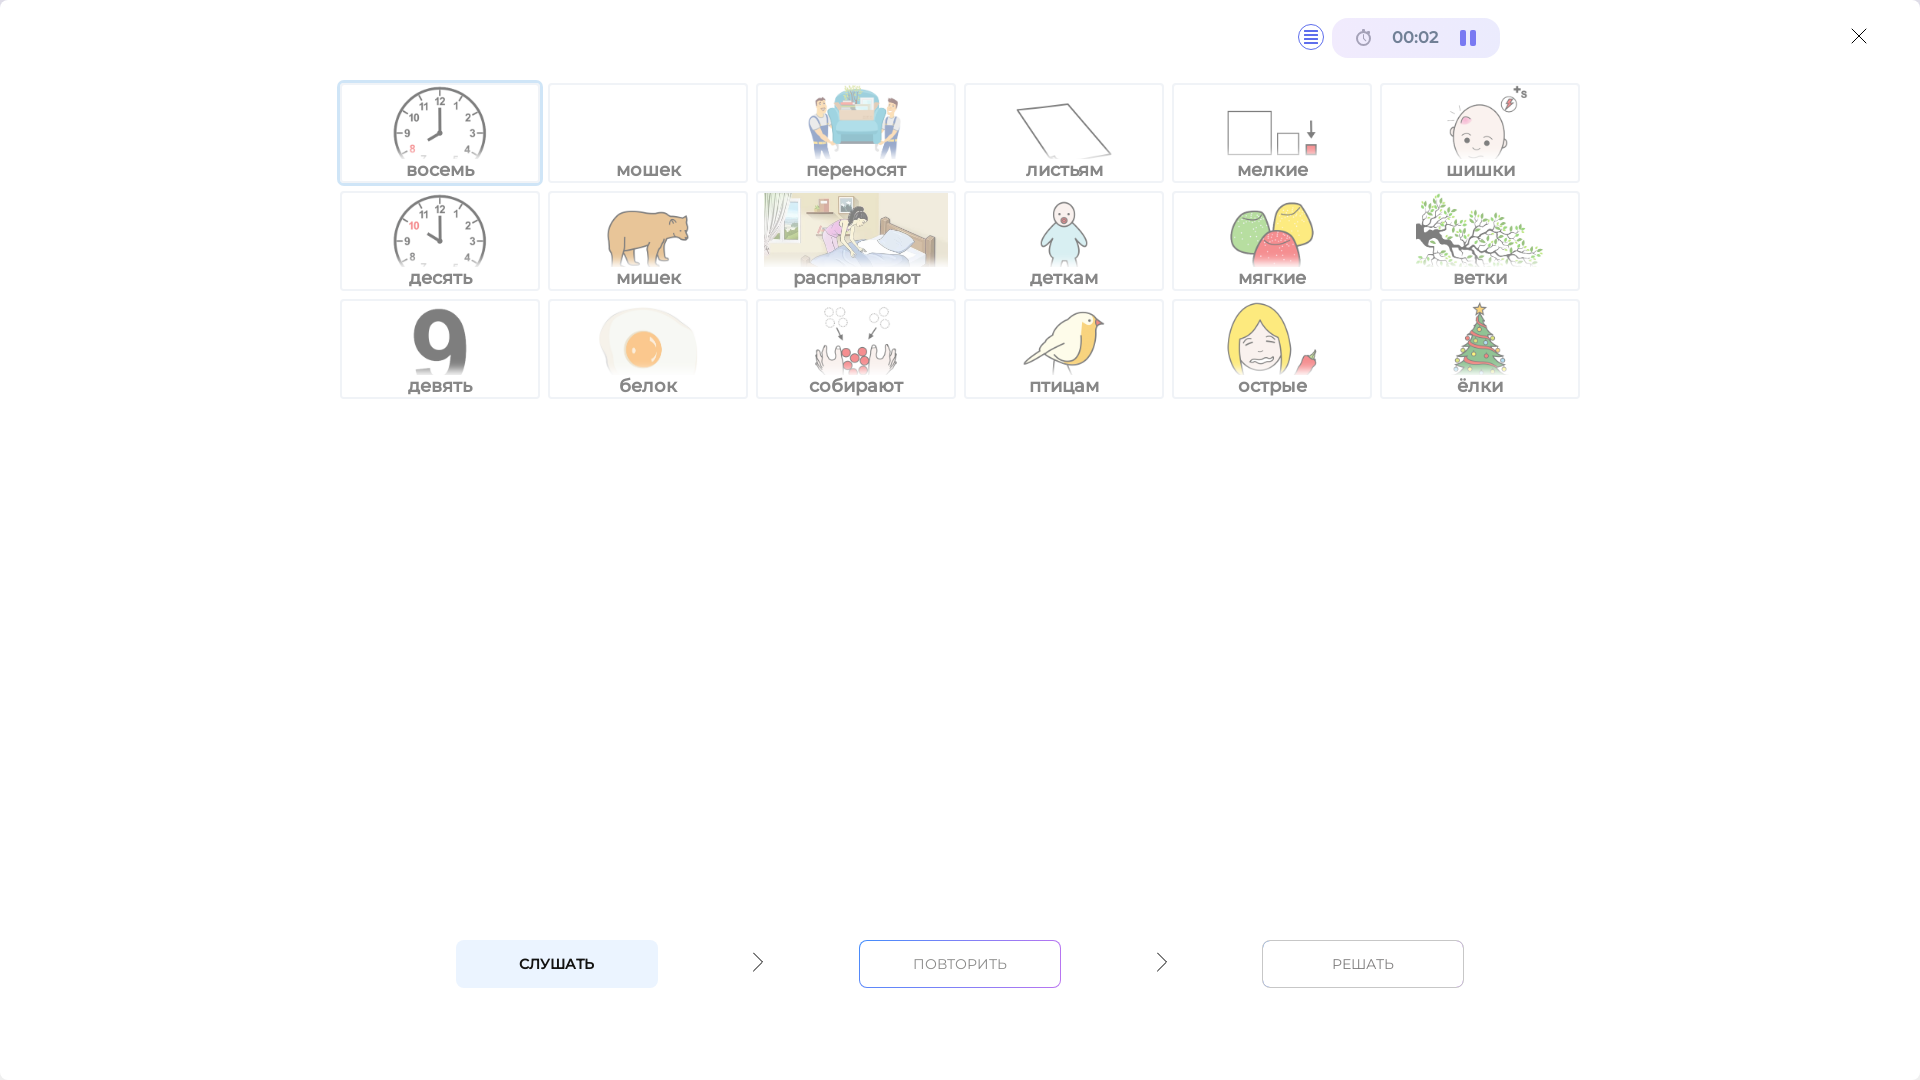 00:02
восемь мошек переносят листьям мелкие шишки
десять мишек расправляют деткам мягкие ветки
9
девять белок собирают птицам острые ёлки
СЛУШАТЬ ПОВТОРИТЬ РЕШАТЬ